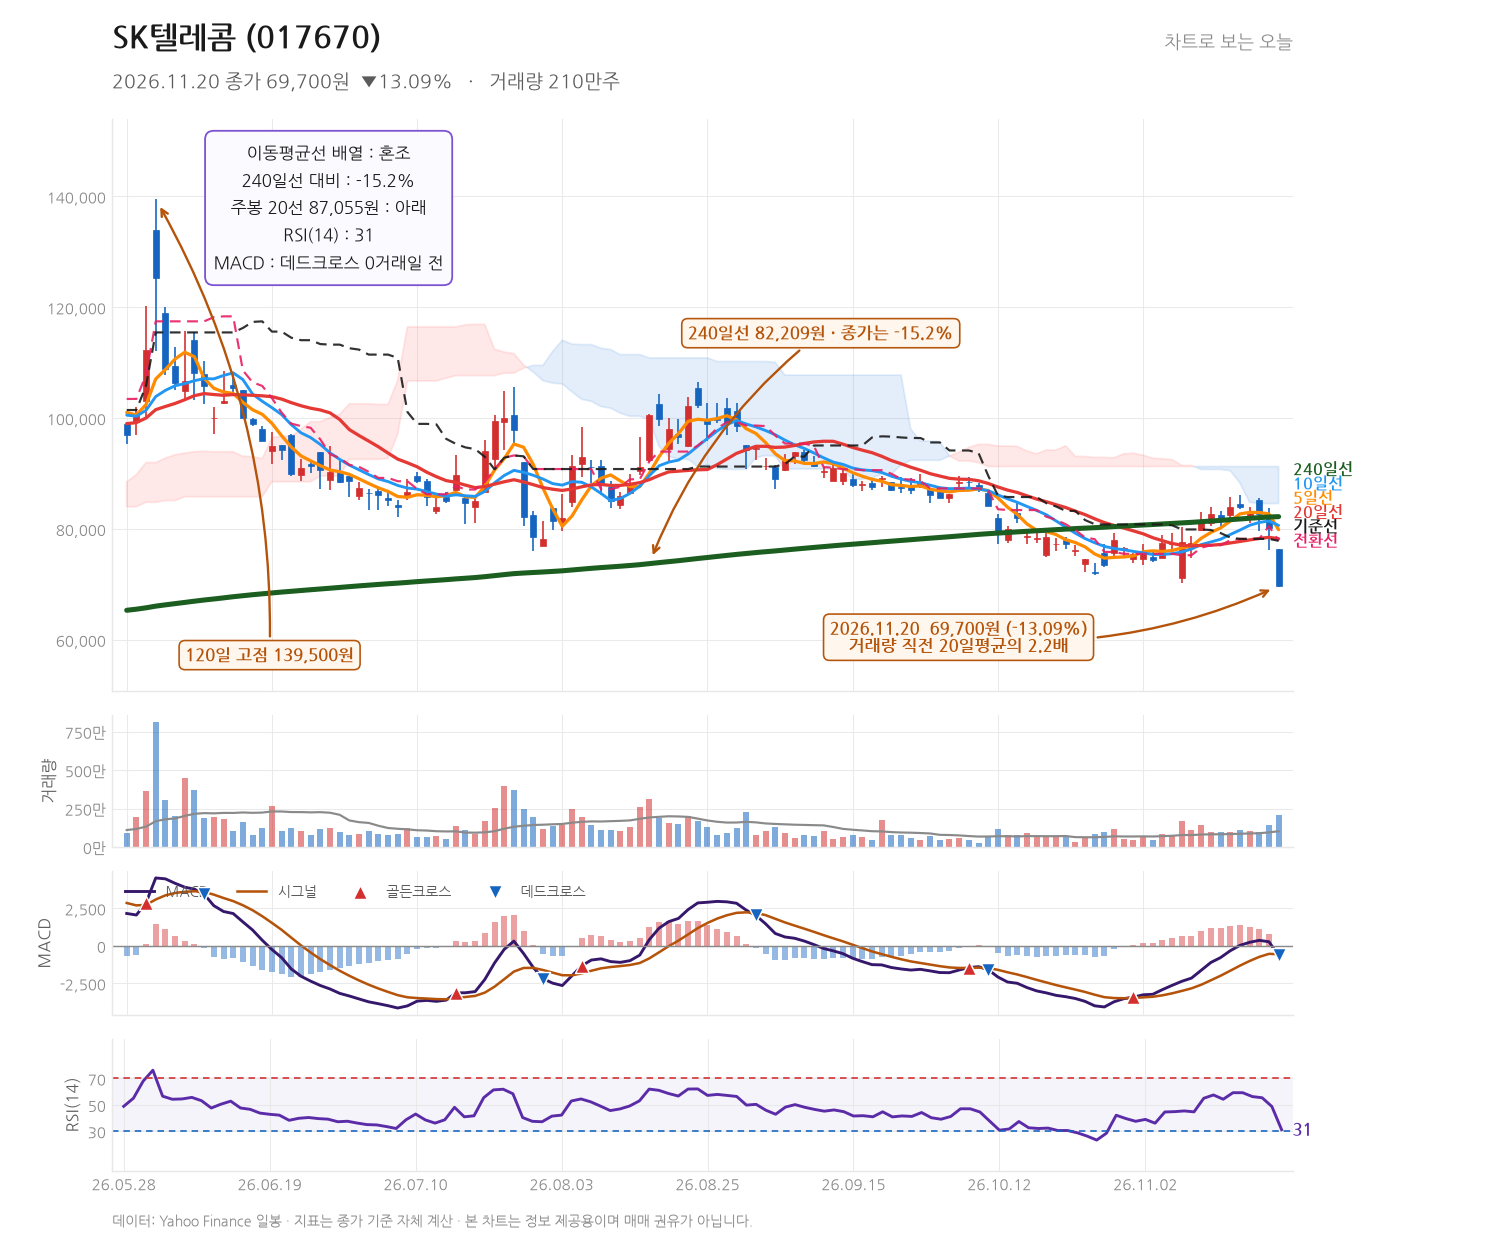 SK텔레콤 (017670)
차트로 보는 오늘
2026.11.20 종가 69,700원 ▼13.09% · 거래량 210만주
이동평균선 배열 : 혼조
240일선 대비 : -15.2%
주봉 20선 87,055원 : 아래
RSI(14) : 31
MACD : 데드크로스 0거래일 전
240일선 82,209원 · 종가는 -15.2%
120일 고점 139,500원
2026.11.20 69,700원 (-13.09%)
거래량 직전 20일평균의 2.2배
140,000
120,000
100,000
80,000
60,000
240일선
10일선
5일선
20일선
기준선
전환선
거래량
750만
500만
250만
0만
MACD
MACD
시그널
골든크로스
데드크로스
2,500
0
-2,500
RSI(14)
70
50
30
31
26.05.28
26.06.19
26.07.10
26.08.03
26.08.25
26.09.15
26.10.12
26.11.02
데이터: Yahoo Finance 일봉 · 지표는 종가 기준 자체 계산 · 본 차트는 정보 제공용이며 매매 권유가 아닙니다.